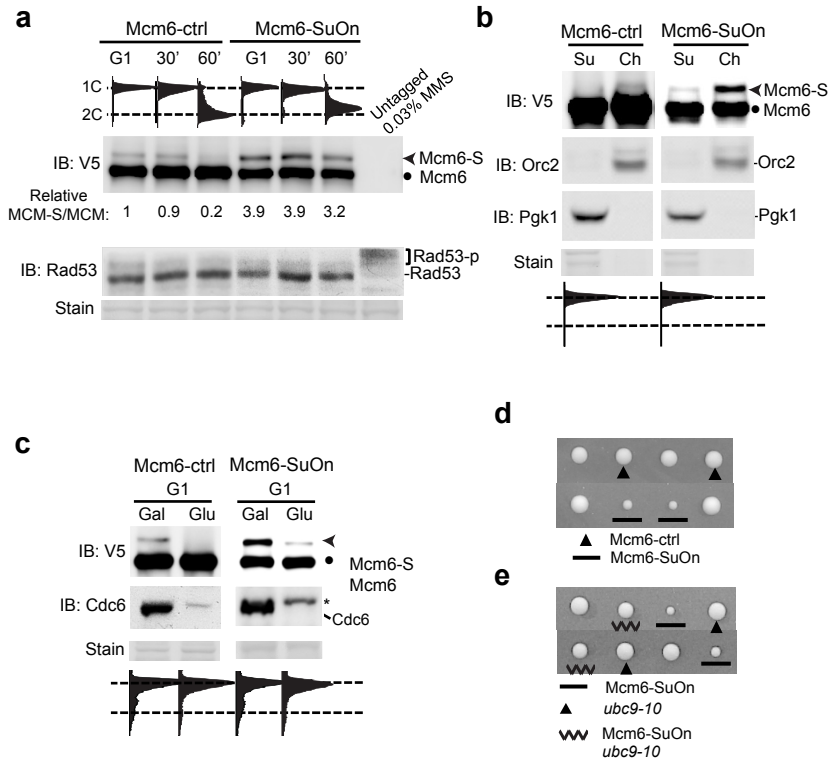 a
Mcm6-ctrl Mcm6-SuOn
G1 30' 60' G1 30' 60'
Untagged
0.03% MMS
1C
2C
IB: V5
Mcm6-S
Mcm6
Relative
MCM-S/MCM: 1 0.9 0.2 3.9 3.9 3.2
IB: Rad53
Rad53-p
-Rad53
Stain
b
Mcm6-ctrl Mcm6-SuOn
Su Ch Su Ch
IB: V5
Mcm6-S
Mcm6
IB: Orc2
-Orc2
IB: Pgk1
-Pgk1
Stain
c
Mcm6-ctrl Mcm6-SuOn
G1 G1
Gal Glu Gal Glu
IB: V5
Mcm6-S
Mcm6
IB: Cdc6
*
Cdc6
Stain
d
Mcm6-ctrl
Mcm6-SuOn
e
Mcm6-SuOn
ubc9-10
Mcm6-SuOn
ubc9-10